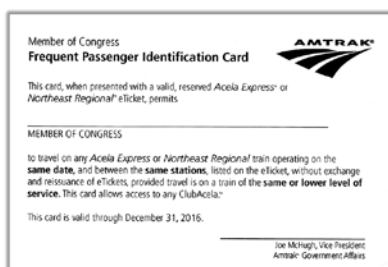 Member of Congress
AMTRAK®
Frequent Passenger Identification Card
This card, when presented with a valid, reserved Acela Express® or
Northeast Regional® eTicket, permits
MEMBER OF CONGRESS
to travel on any Acela Express or Northeast Regional train operating on the
same date, and between the same stations, listed on the eTicket, without exchange
and reissuance of eTickets, provided travel is on a train of the same or lower level of
service. This card allows access to any ClubAcela.®
This card is valid through December 31, 2016.
Joe McHugh, Vice President
Amtrak® Government Affairs